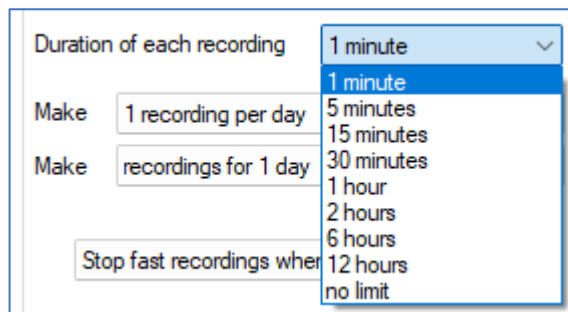 Duration of each recording 1 minute
1 minute
Make 1 recording per day 5 minutes
15 minutes
Make recordings for 1 day 30 minutes
1 hour
2 hours
6 hours
Stop fast recordings when 12 hours
no limit